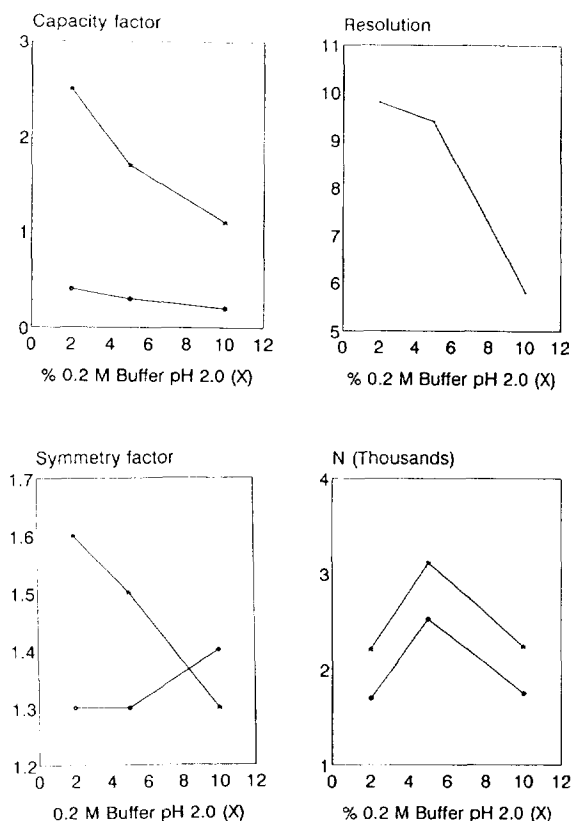 Capacity factor
3
2
1
0
0 2 4 6 8 10 12
% 0.2 M Buffer pH 2.0 (X)
Resolution
11
10
9
8
7
6
5
0 2 4 6 8 10 12
% 0.2 M Buffer pH 2.0 (X)
Symmetry factor
1.7
1.6
1.5
1.4
1.3
1.2
0 2 4 6 8 10 12
0.2 M Buffer pH 2.0 (X)
N (Thousands)
4
3
2
1
0 2 4 6 8 10 12
% 0.2 M Buffer pH 2.0 (X)